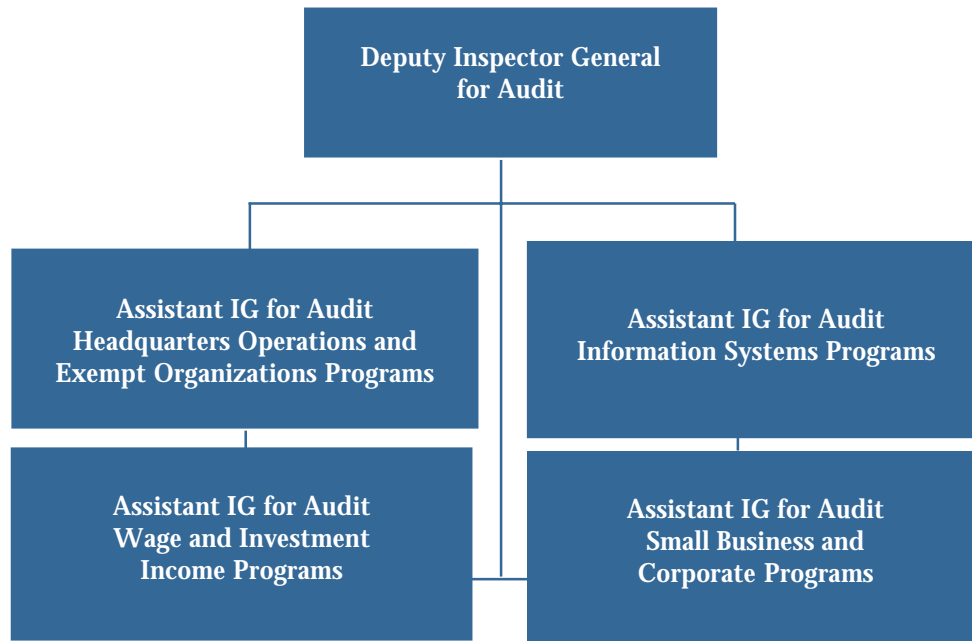 Deputy Inspector General
for Audit
Assistant IG for Audit
Headquarters Operations and
Exempt Organizations Programs
Assistant IG for Audit
Information Systems Programs
Assistant IG for Audit
Wage and Investment
Income Programs
Assistant IG for Audit
Small Business and
Corporate Programs